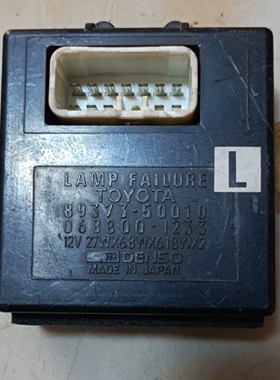 L
LAMP FAILURE
TOYOTA
89373-50010
068800-1233
12V 27WX6.8WX6.18WX2
DENSO
MADE IN JAPAN